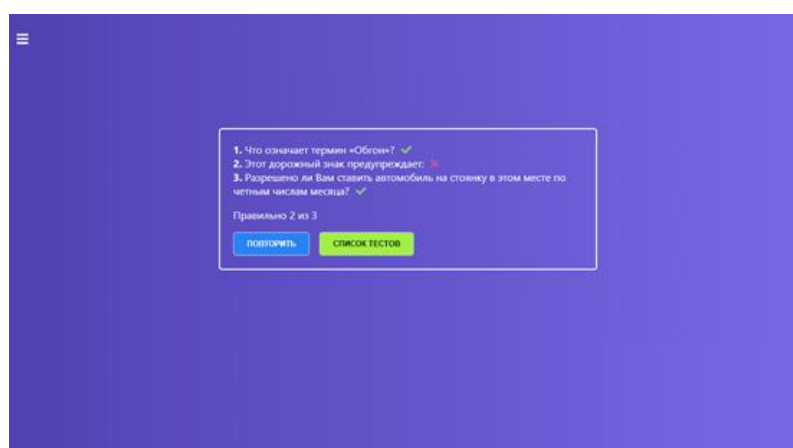 1. Что означает термин «Обгон»?
2. Этот дорожный знак предупреждает:
3. Разрешено ли Вам ставить автомобиль на стоянку в этом месте по
четным числам месяца?
Правильно 2 из 3
ПОВТОРИТЬ СПИСОК ТЕСТОВ